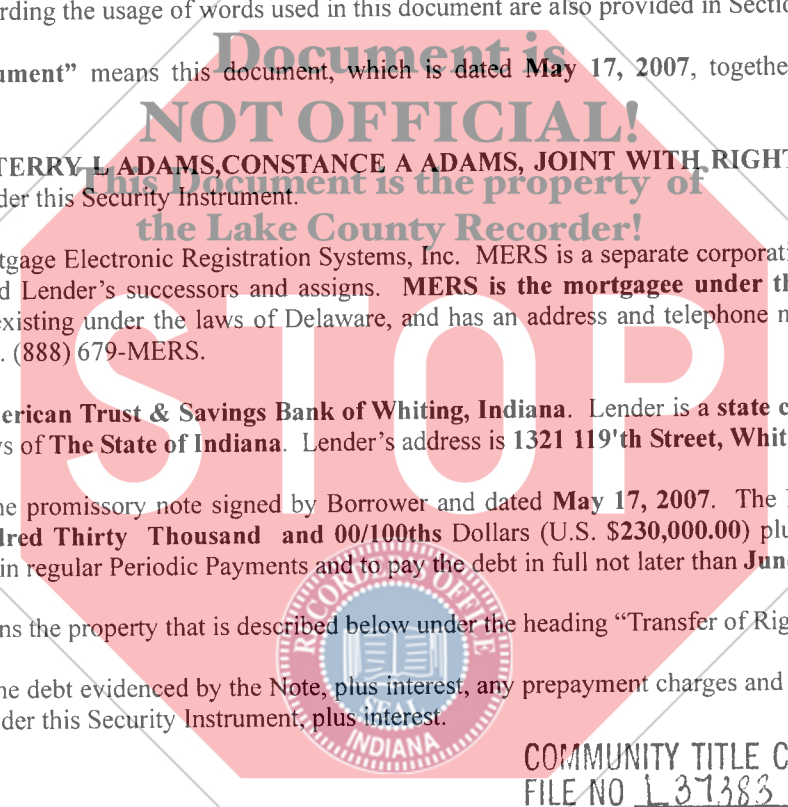 rding the usage of words used in this document are also provided in Sectio
Document is
ument” means this document, which is dated May 17, 2007, togethe
NOT OFFICIAL!
TERRY L ADAMS,CONSTANCE A ADAMS, JOINT WITH RIGHT
This Document is the property of
der this Security Instrument.
the Lake County Recorder!
tgage Electronic Registration Systems, Inc. MERS is a separate corporati
d Lender’s successors and assigns. MERS is the mortgagee under th
existing under the laws of Delaware, and has an address and telephone n
. (888) 679-MERS.
STOP
erican Trust & Savings Bank of Whiting, Indiana. Lender is a state c
ws of The State of Indiana. Lender’s address is 1321 119'th Street, Whit
he promissory note signed by Borrower and dated May 17, 2007. The
dred Thirty Thousand and 00/100ths Dollars (U.S. $230,000.00) plu
in regular Periodic Payments and to pay the debt in full not later than Jun
RECORDER'S OFFICE
ns the property that is described below under the heading “Transfer of Rig
he debt evidenced by the Note, plus interest, any prepayment charges and
SEAL
der this Security Instrument, plus interest.
INDIANA
COMMUNITY TITLE C
FILE NO L37383